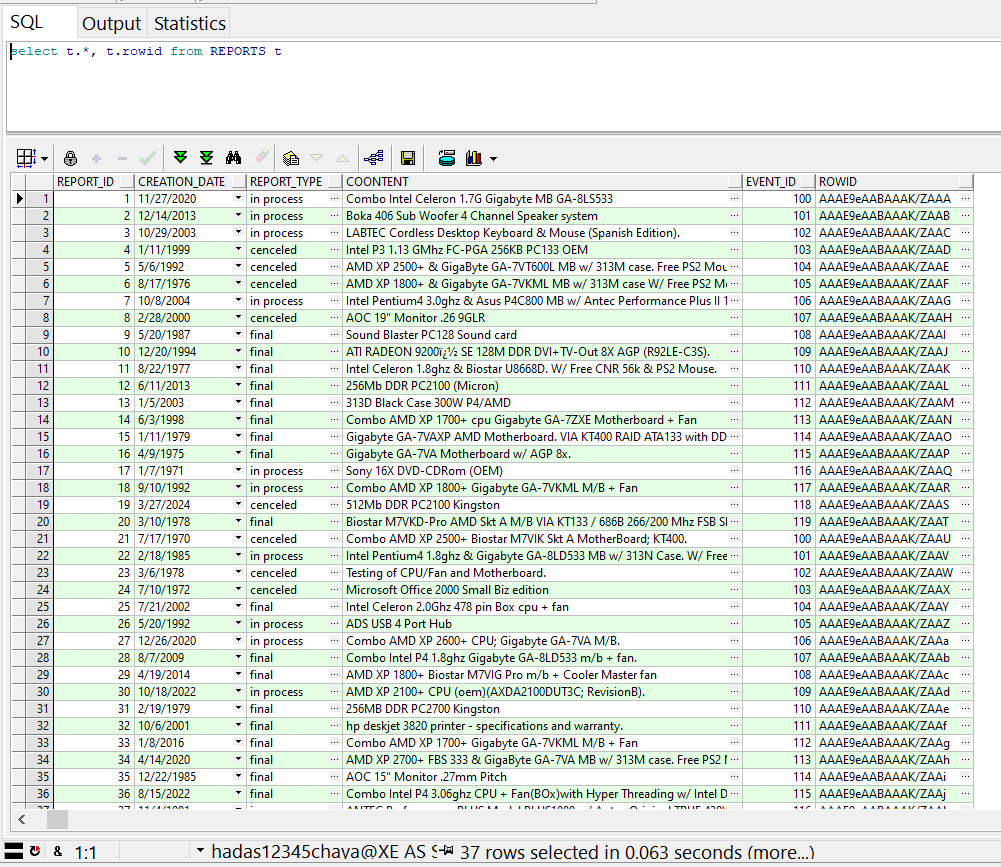 SQL Output Statistics
select t.*, t.rowid from REPORTS t
REPORT_ID CREATION_DATE REPORT_TYPE COONTENT EVENT_ID ROWID
1 1 11/27/2020 in process Combo Intel Celeron 1.7G Gigabyte MB GA-8LS533 100 AAAE9eAABAAAK/ZAAA
2 2 12/14/2013 in process Boka 406 Sub Woofer 4 Channel Speaker system 101 AAAE9eAABAAAK/ZAAB
3 3 10/29/2003 in process LABTEC Cordless Desktop Keyboard & Mouse (Spanish Edition). 102 AAAE9eAABAAAK/ZAAC
4 4 1/11/1999 cenceled Intel P3 1.13 GMhz FC-PGA 256KB PC133 OEM 103 AAAE9eAABAAAK/ZAAD
5 5 5/6/1992 cenceled AMD XP 2500+ & GigaByte GA-7VT600L MB w/ 313M case. Free PS2 Mou 104 AAAE9eAABAAAK/ZAAE
6 6 8/17/1976 cenceled AMD XP 1800+ & Gigabyte GA-7VKML MB w/ 313M case W/ Free PS2 M 105 AAAE9eAABAAAK/ZAAF
7 7 10/8/2004 in process Intel Pentium4 3.0ghz & Asus P4C800 MB w/ Antec Performance Plus II 1 106 AAAE9eAABAAAK/ZAAG
8 8 2/28/2000 cenceled AOC 19" Monitor .26 9GLR 107 AAAE9eAABAAAK/ZAAH
9 9 5/20/1987 final Sound Blaster PC128 Sound card 108 AAAE9eAABAAAK/ZAAI
10 10 12/20/1994 final ATI RADEON 9200ï¿½ SE 128M DDR DVI+TV-Out 8X AGP (R92LE-C3S). 109 AAAE9eAABAAAK/ZAAJ
11 11 8/22/1977 final Intel Celeron 1.8ghz & Biostar U8668D. W/ Free CNR 56k & PS2 Mouse. 110 AAAE9eAABAAAK/ZAAK
12 12 6/11/2013 final 256Mb DDR PC2100 (Micron) 111 AAAE9eAABAAAK/ZAAL
13 13 1/5/2003 final 313D Black Case 300W P4/AMD 112 AAAE9eAABAAAK/ZAAM
14 14 6/3/1998 final Combo AMD XP 1700+ cpu Gigabyte GA-7ZXE Motherboard + Fan 113 AAAE9eAABAAAK/ZAAN
15 15 1/11/1979 final Gigabyte GA-7VAXP AMD Motherboard. VIA KT400 RAID ATA133 with DD 114 AAAE9eAABAAAK/ZAAO
16 16 4/9/1975 final Gigabyte GA-7VA Motherboard w/ AGP 8x. 115 AAAE9eAABAAAK/ZAAP
17 17 1/7/1971 in process Sony 16X DVD-CDRom (OEM) 116 AAAE9eAABAAAK/ZAAQ
18 18 9/10/1992 in process Combo AMD XP 1800+ Gigabyte GA-7VKML M/B + Fan 117 AAAE9eAABAAAK/ZAAR
19 19 3/27/2024 cenceled 512Mb DDR PC2100 Kingston 118 AAAE9eAABAAAK/ZAAS
20 20 3/10/1978 final Biostar M7VKD-Pro AMD Skt A M/B VIA KT133 / 686B 266/200 Mhz FSB S 119 AAAE9eAABAAAK/ZAAT
21 21 7/17/1970 cenceled Combo AMD XP 2500+ Biostar M7VIK Skt A MotherBoard; KT400. 100 AAAE9eAABAAAK/ZAAU
22 22 2/18/1985 in process Intel Pentium4 1.8ghz & Gigabyte GA-8LD533 MB w/ 313N Case. W/ Free 101 AAAE9eAABAAAK/ZAAV
23 23 3/6/1978 cenceled Testing of CPU/Fan and Motherboard. 102 AAAE9eAABAAAK/ZAAW
24 24 7/10/1972 cenceled Microsoft Office 2000 Small Biz edition 103 AAAE9eAABAAAK/ZAAX
25 25 7/21/2002 final Intel Celeron 2.0Ghz 478 pin Box cpu + fan 104 AAAE9eAABAAAK/ZAAY
26 26 5/20/1992 in process ADS USB 4 Port Hub 105 AAAE9eAABAAAK/ZAAZ
27 27 12/26/2020 in process Combo AMD XP 2600+ CPU; Gigabyte GA-7VA M/B. 106 AAAE9eAABAAAK/ZAAa
28 28 8/7/2009 final Combo Intel P4 1.8ghz Gigabyte GA-8LD533 m/b + fan. 107 AAAE9eAABAAAK/ZAAb
29 29 4/19/2014 final AMD XP 1800+ Biostar M7VIG Pro m/b + Cooler Master fan 108 AAAE9eAABAAAK/ZAAc
30 30 10/18/2022 in process AMD XP 2100+ CPU (oem)(AXDA2100DUT3C; RevisionB). 109 AAAE9eAABAAAK/ZAAd
31 31 2/19/1979 final 256MB DDR PC2700 Kingston 110 AAAE9eAABAAAK/ZAAe
32 32 10/6/2001 final hp deskjet 3820 printer - specifications and warranty. 111 AAAE9eAABAAAK/ZAAf
33 33 1/8/2016 final Combo AMD XP 1700+ Gigabyte GA-7VKML M/B + Fan 112 AAAE9eAABAAAK/ZAAg
34 34 4/14/2020 final AMD XP 2700+ FBS 333 & Gigabyte GA-7VA MB w/ 313M case. Free PS2 113 AAAE9eAABAAAK/ZAAh
35 35 12/22/1985 final AOC 15" Monitor .27mm Pitch 114 AAAE9eAABAAAK/ZAAi
36 36 8/15/2022 final Combo Intel P4 3.06ghz CPU + Fan(BOx)with Hyper Threading w/ Intel D 115 AAAE9eAABAAAK/ZAAj
& 1:1 hadas12345chava@XE AS 37 rows selected in 0.063 seconds (more...)